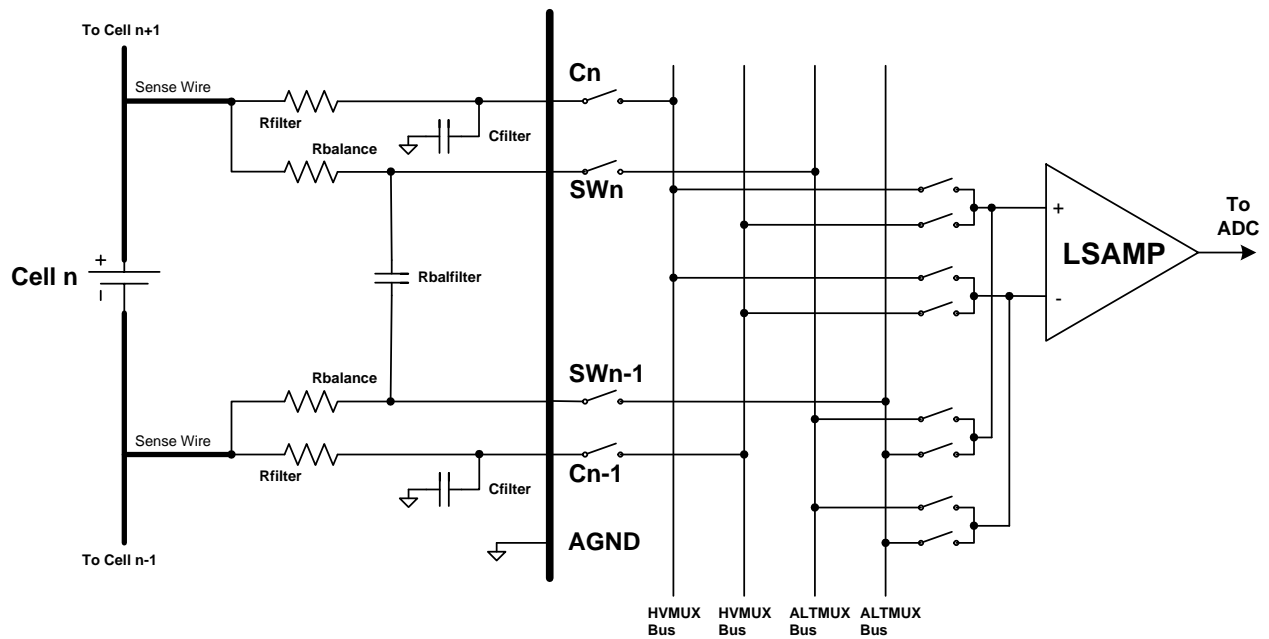 To Cell n+1
Sense Wire
Rfilter
Cfilter
Cn
Rbalance
SWn
Cell n
+
–
Rbalfilter
+
-
LSAMP
To
ADC
Rbalance
SWn-1
Sense Wire
Rfilter
Cfilter
Cn-1
AGND
To Cell n-1
HVMUX
Bus
HVMUX
Bus
ALTMUX
Bus
ALTMUX
Bus